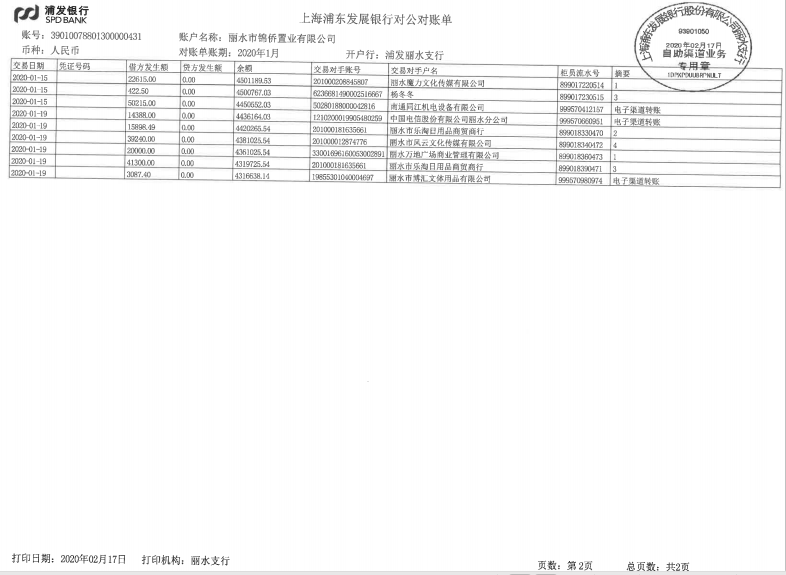 浦发银行
SPD BANK
上海浦东发展银行对公对账单
账号：39010078801300000431 账户名称：丽水市锦侨置业有限公司
币种：人民币 对账单账期：2020年1月 开户行：浦发丽水支行
上海浦东发展银行股份有限公司丽水支行
93901050
2020年02月17日
自助渠道业务
专用章
交易日期 凭证号码 借方发生额 贷方发生额 余额 交易对手账号 交易对手户名 柜员流水号 摘要
2020-01-15 22615.00 0.00 4501189.53 201000208845807 丽水魔力文化传媒有限公司 899017220514 1
2020-01-15 422.50 0.00 4500767.03 6236681490002516667 杨冬冬 899017230515 3
2020-01-19 50215.00 0.00 4450552.03 50280188000042816 南通同江机电设备有限公司 999570412157 电子渠道转账
2020-01-19 14388.00 0.00 4436164.03 1210200019905480259 中国电信股份有限公司丽水分公司 999570660951 电子渠道转账
2020-01-19 15898.49 0.00 4420265.54 201000181635661 丽水市乐淘日用品商贸商行 899018330470 2
2020-01-19 39240.00 0.00 4381025.54 201000012874776 丽水市风云文化传媒有限公司 899018340472 4
2020-01-19 20000.00 0.00 4361025.54 33001696160053002891 丽水万地广场商业管理有限公司 899018360473 1
2020-01-19 41300.00 0.00 4319725.54 201000181635661 丽水市乐淘日用品商贸商行 899018390471 3
2020-01-19 3087.40 0.00 4316638.14 19855301040004697 丽水市博汇文体用品有限公司 999570980974 电子渠道转账
打印日期：2020年02月17日 打印机构：丽水支行
页数：第2页 总页数：共2页